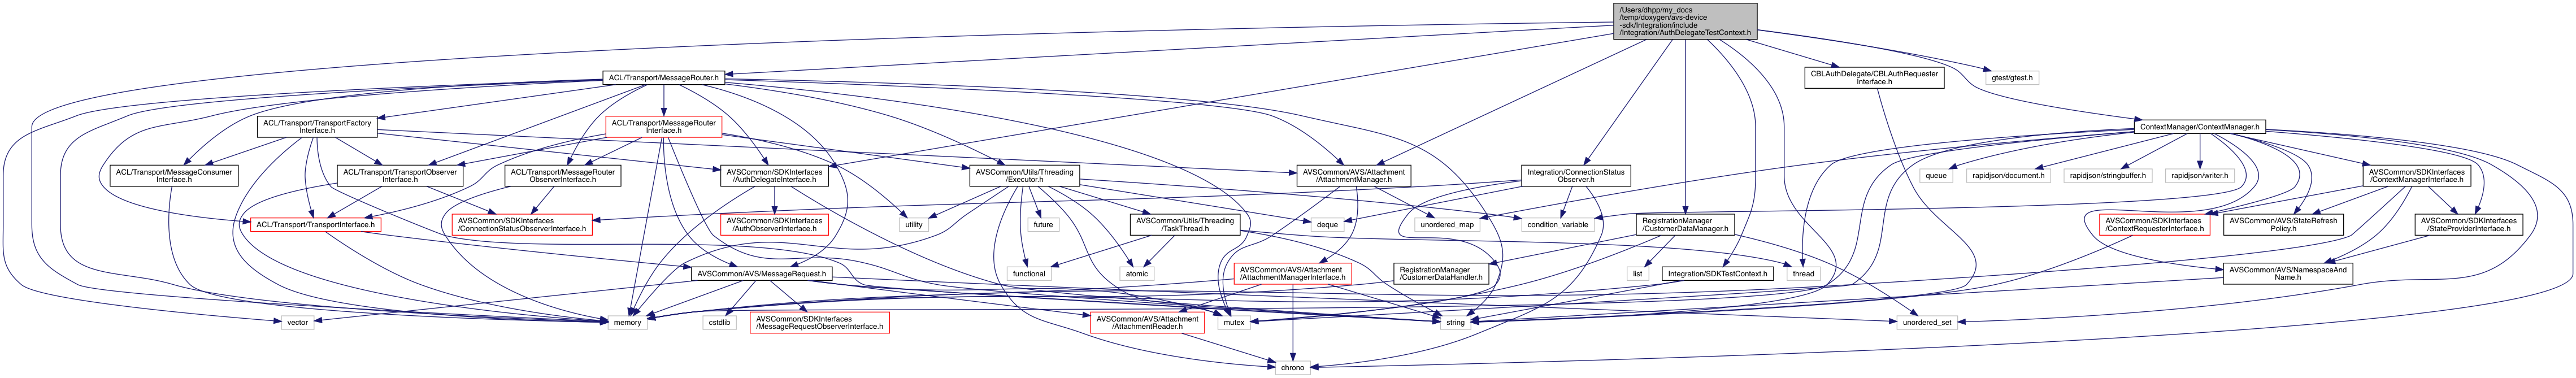 /Users/dhpp/my_docs
/temp/doxygen/avs-device
-sdk/Integration/include
/Integration/AuthDelegateTestContext.h
ACL/Transport/MessageRouter.h
CBLAuthDelegate/CBLAuthRequester
Interface.h
gtest/gtest.h
ACL/Transport/TransportFactory
Interface.h
ACL/Transport/MessageRouter
Interface.h
ContextManager/ContextManager.h
ACL/Transport/MessageConsumer
Interface.h
ACL/Transport/TransportObserver
Interface.h
ACL/Transport/MessageRouter
ObserverInterface.h
AVSCommon/SDKInterfaces
/AuthDelegateInterface.h
AVSCommon/Utils/Threading
/Executor.h
AVSCommon/AVS/Attachment
/AttachmentManager.h
Integration/ConnectionStatus
Observer.h
queue
rapidjson/document.h
rapidjson/stringbuffer.h
rapidjson/writer.h
AVSCommon/SDKInterfaces
/ContextManagerInterface.h
ACL/Transport/TransportInterface.h
AVSCommon/SDKInterfaces
/ConnectionStatusObserverInterface.h
AVSCommon/SDKInterfaces
/AuthObserverInterface.h
utility
future
AVSCommon/Utils/Threading
/TaskThread.h
deque
unordered_map
condition_variable
RegistrationManager
/CustomerDataManager.h
AVSCommon/SDKInterfaces
/ContextRequesterInterface.h
AVSCommon/AVS/StateRefresh
Policy.h
AVSCommon/SDKInterfaces
/StateProviderInterface.h
AVSCommon/AVS/MessageRequest.h
functional
atomic
AVSCommon/AVS/Attachment
/AttachmentManagerInterface.h
RegistrationManager
/CustomerDataHandler.h
list
Integration/SDKTestContext.h
thread
AVSCommon/AVS/NamespaceAnd
Name.h
vector
memory
cstdlib
AVSCommon/SDKInterfaces
/MessageRequestObserverInterface.h
AVSCommon/AVS/Attachment
/AttachmentReader.h
mutex
string
unordered_set
chrono